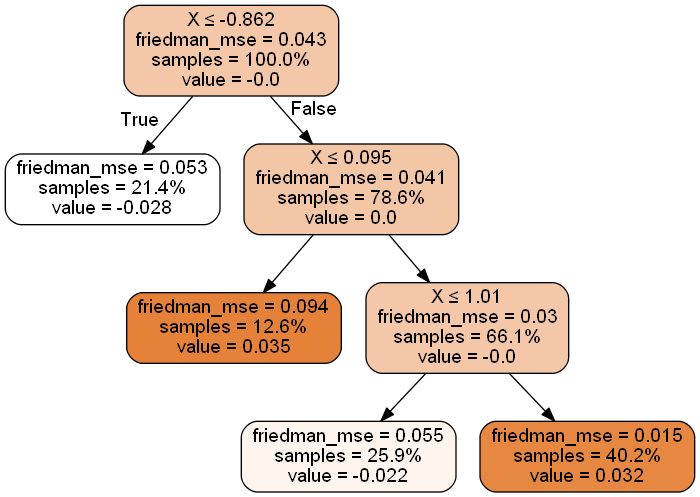 X ≤ -0.862
friedman_mse = 0.043
samples = 100.0%
value = -0.0
True
False
friedman_mse = 0.053
samples = 21.4%
value = -0.028
X ≤ 0.095
friedman_mse = 0.041
samples = 78.6%
value = 0.0
friedman_mse = 0.094
samples = 12.6%
value = 0.035
X ≤ 1.01
friedman_mse = 0.03
samples = 66.1%
value = -0.0
friedman_mse = 0.055
samples = 25.9%
value = -0.022
friedman_mse = 0.015
samples = 40.2%
value = 0.032